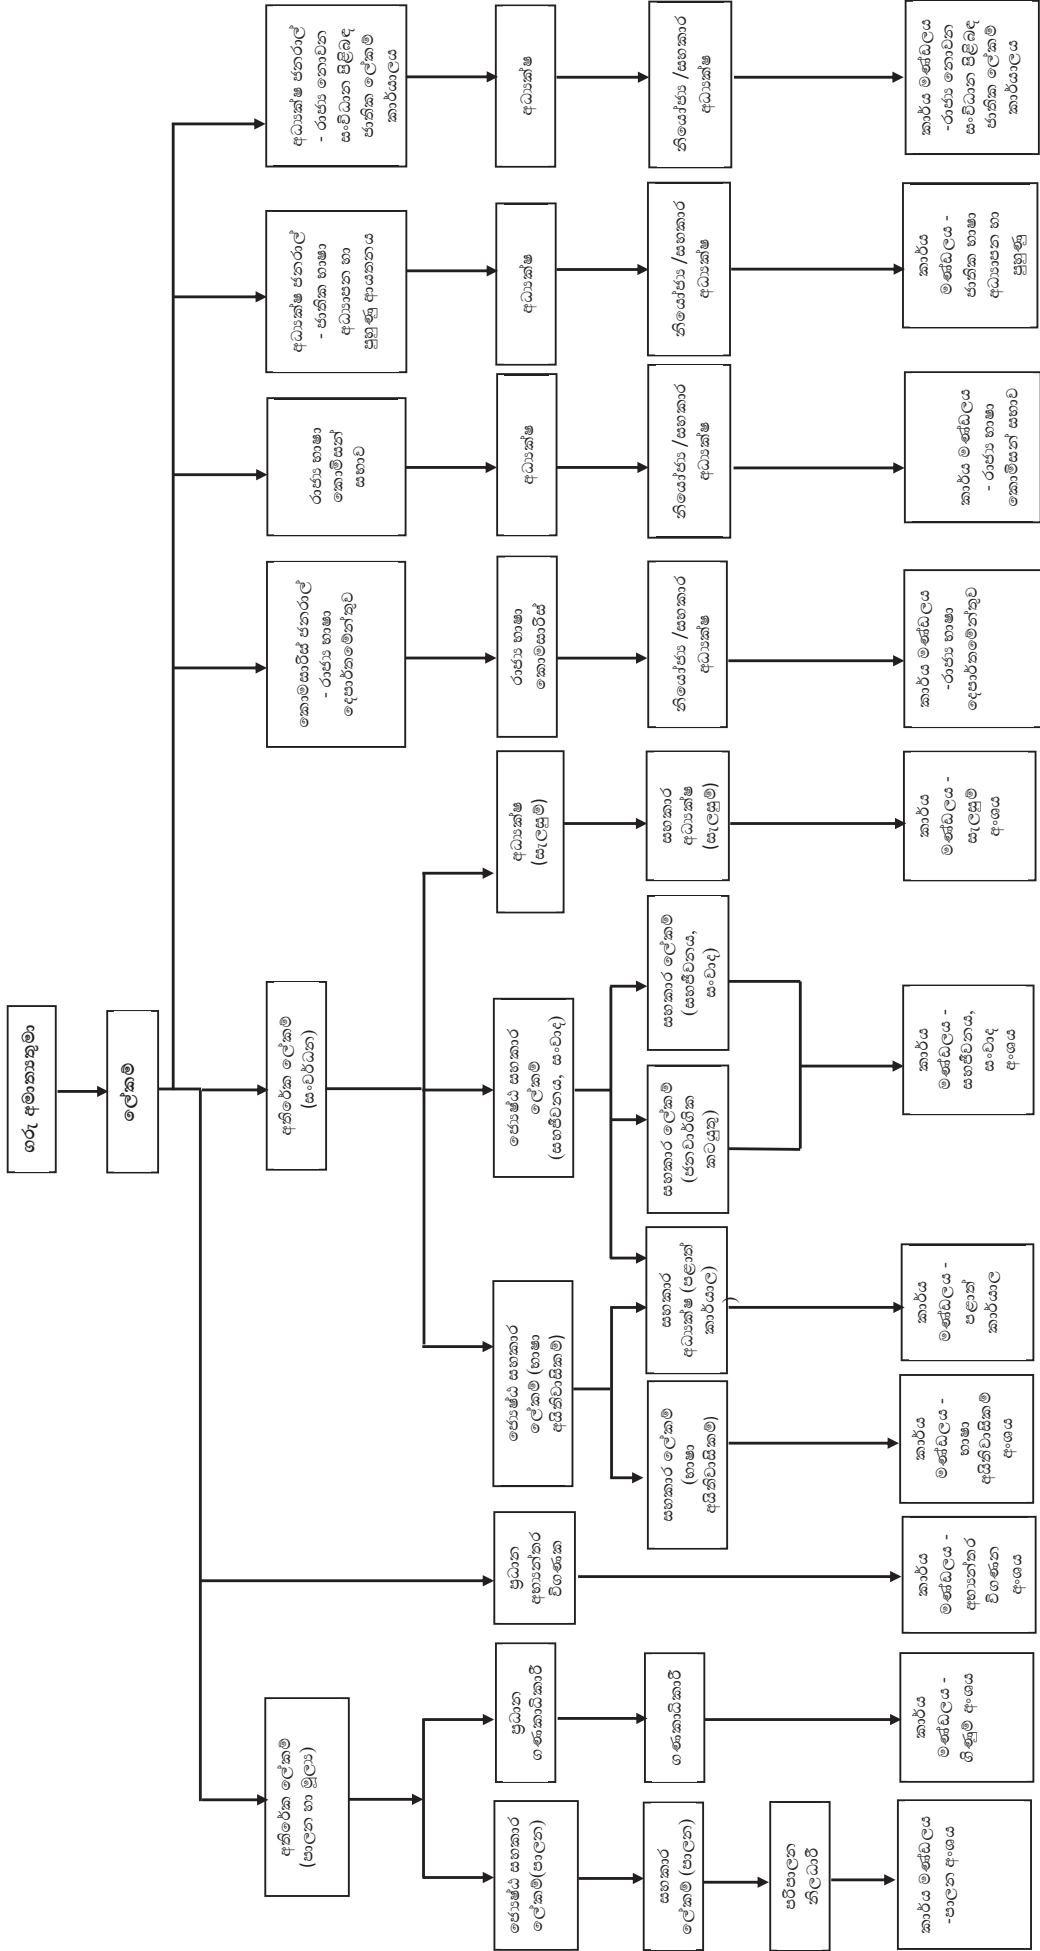 ගරු අමාත්‍යතුමා
ලේකම්
අතිරේක ලේකම්
(පාලන හා මූල්‍ය)
අතිරේක ලේකම්
(සංවර්ධන)
කොමසාරිස් ජනරාල්
- රාජ්‍ය භාෂා
දෙපාර්තමේන්තුව
රාජ්‍ය භාෂා
කොමිසන්
සභාව
අධ්‍යක්ෂ ජනරාල්
- ජාතික භාෂා
අධ්‍යාපන හා
පුහුණු ආයතනය
අධ්‍යක්ෂ ජනරාල්
- රාජ්‍ය නොවන
සංවිධාන පිළිබඳ
ජාතික ලේකම්
කාර්යාලය
ජ්‍යෙෂ්ඨ සහකාර
ලේකම්(පාලන)
ප්‍රධාන
ගණකාධිකාරී
ප්‍රධාන
අභ්‍යන්තර
විගණක
ජ්‍යෙෂ්ඨ සහකාර
ලේකම් (භාෂා
අයිතිවාසිකම්)
ජ්‍යෙෂ්ඨ සහකාර
ලේකම්
(සහජීවනය, සංවාද)
අධ්‍යක්ෂ
(සැලසුම්)
රාජ්‍ය භාෂා
කොමසාරිස්
අධ්‍යක්ෂ
අධ්‍යක්ෂ
අධ්‍යක්ෂ
සහකාර
ලේකම් (පාලන)
ගණකාධිකාරී
සහකාර ලේකම්
(භාෂා
අයිතිවාසිකම්)
සහකාර
අධ්‍යක්ෂ (පළාත්
කාර්යාල)
)
සහකාර ලේකම්
(ජනවාර්ගික
කටයුතු)
සහකාර ලේකම්
(සහජීවනය,
සංවාද)
සහකාර
අධ්‍යක්ෂ
(සැලසුම්)
නියෝජ්‍ය /සහකාර
අධ්‍යක්ෂ
නියෝජ්‍ය /සහකාර
අධ්‍යක්ෂ
නියෝජ්‍ය /සහකාර
අධ්‍යක්ෂ
නියෝජ්‍ය /සහකාර
අධ්‍යක්ෂ
පරිපාලන
නිලධාරී
කාර්ය මණ්ඩලය
-පාලන අංශය
කාර්ය
මණ්ඩලය -
ගිණුම් අංශය
කාර්ය
මණ්ඩලය -
අභ්‍යන්තර
විගණන
අංශය
කාර්ය
මණ්ඩලය -
භාෂා
අයිතිවාසිකම්
අංශය
කාර්ය
මණ්ඩලය -
පළාත්
කාර්යාල
කාර්ය
මණ්ඩලය -
සහජීවනය,
සංවාද
අංශය
කාර්ය
මණ්ඩලය -
සැලසුම්
අංශය
කාර්ය මණ්ඩලය
-රාජ්‍ය භාෂා
දෙපාර්තමේන්තුව
කාර්ය මණ්ඩලය
- රාජ්‍ය භාෂා
කොමිසන් සභාව
කාර්ය
මණ්ඩලය -
ජාතික භාෂා
අධ්‍යාපන හා
පුහුණු
කාර්ය මණ්ඩලය
-රාජ්‍ය නොවන
සංවිධාන පිළිබඳ
ජාතික ලේකම්
කාර්යාලය